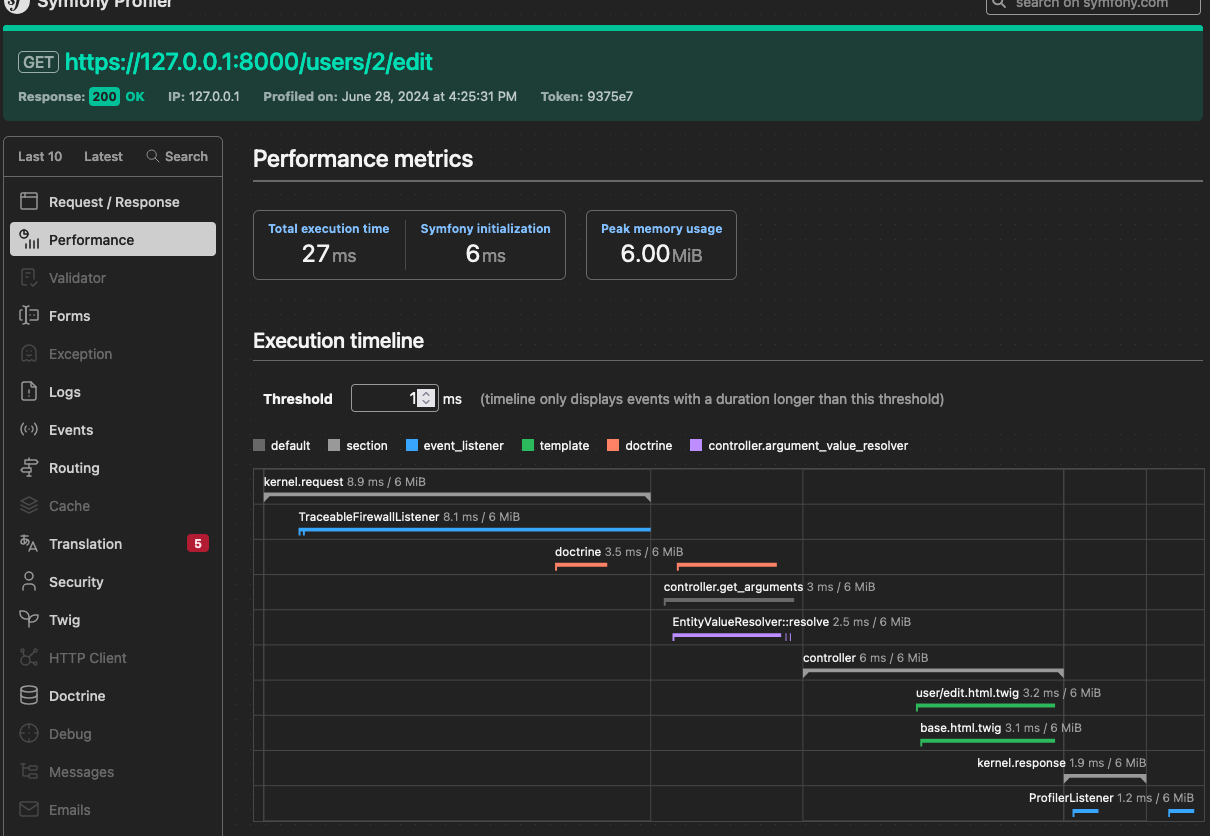 Symfony Profiler
search on symfony.com
GET https://127.0.0.1:8000/users/2/edit
Response: 200 OK IP: 127.0.0.1 Profiled on: June 28, 2024 at 4:25:31 PM Token: 9375e7
Last 10 Latest Search
Request / Response
Performance
Validator
Forms
Exception
Logs
Events
Routing
Cache
Translation 5
Security
Twig
HTTP Client
Doctrine
Debug
Messages
Emails
Performance metrics
Total execution time
27 ms
Symfony initialization
6 ms
Peak memory usage
6.00 MiB
Execution timeline
Threshold 1 ms (timeline only displays events with a duration longer than this threshold)
default section event_listener template doctrine controller.argument_value_resolver
kernel.request 8.9 ms / 6 MiB
TraceableFirewallListener 8.1 ms / 6 MiB
doctrine 3.5 ms / 6 MiB
controller.get_arguments 3 ms / 6 MiB
EntityValueResolver::resolve 2.5 ms / 6 MiB
controller 6 ms / 6 MiB
user/edit.html.twig 3.2 ms / 6 MiB
base.html.twig 3.1 ms / 6 MiB
kernel.response 1.9 ms / 6 MiB
ProfilerListener 1.2 ms / 6 MiB